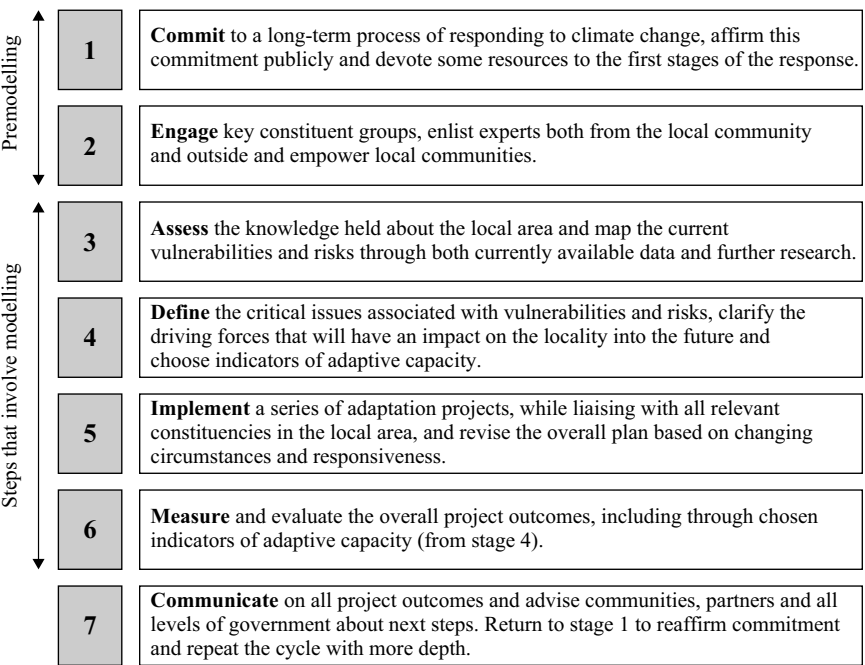 Premodelling
1
Commit to a long-term process of responding to climate change, affirm this
commitment publicly and devote some resources to the first stages of the response.
2
Engage key constituent groups, enlist experts both from the local community
and outside and empower local communities.
Steps that involve modelling
3
Assess the knowledge held about the local area and map the current
vulnerabilities and risks through both currently available data and further research.
4
Define the critical issues associated with vulnerabilities and risks, clarify the
driving forces that will have an impact on the locality into the future and
choose indicators of adaptive capacity.
5
Implement a series of adaptation projects, while liaising with all relevant
constituencies in the local area, and revise the overall plan based on changing
circumstances and responsiveness.
6
Measure and evaluate the overall project outcomes, including through chosen
indicators of adaptive capacity (from stage 4).
7
Communicate on all project outcomes and advise communities, partners and all
levels of government about next steps. Return to stage 1 to reaffirm commitment
and repeat the cycle with more depth.